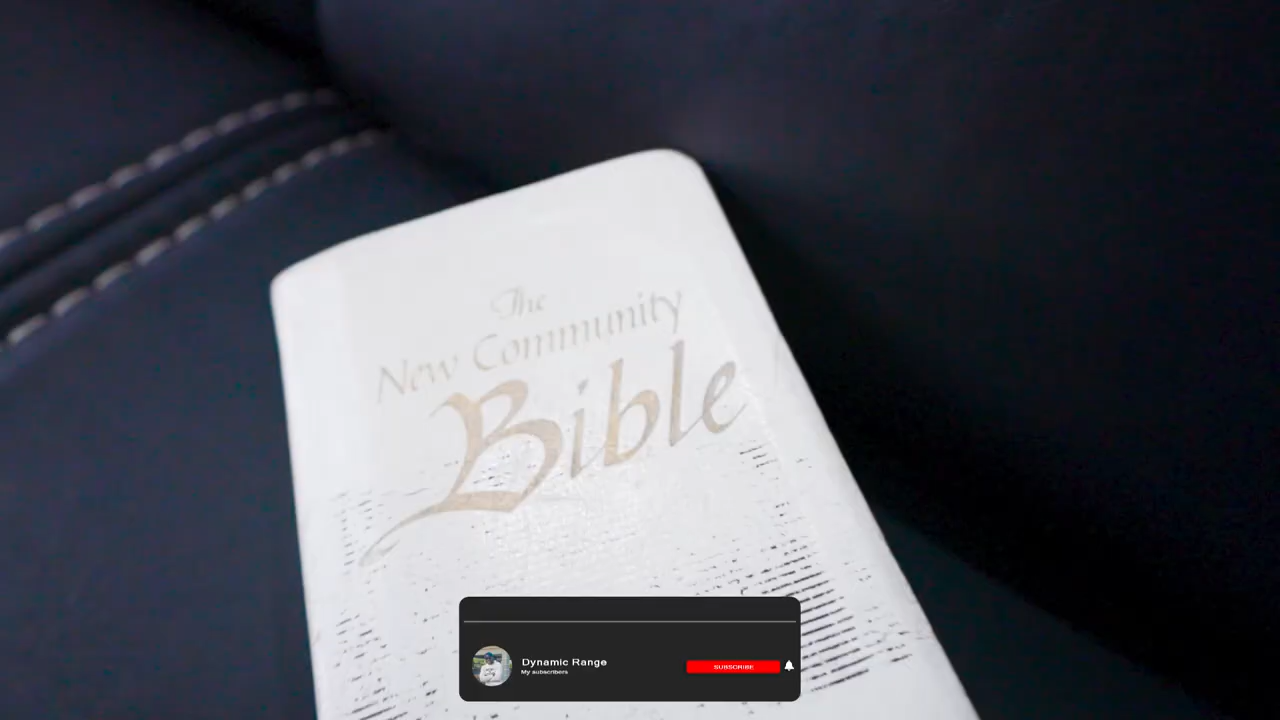 The
New Community
Bible
Dynamic Range
My subscribers
SUBSCRIBE